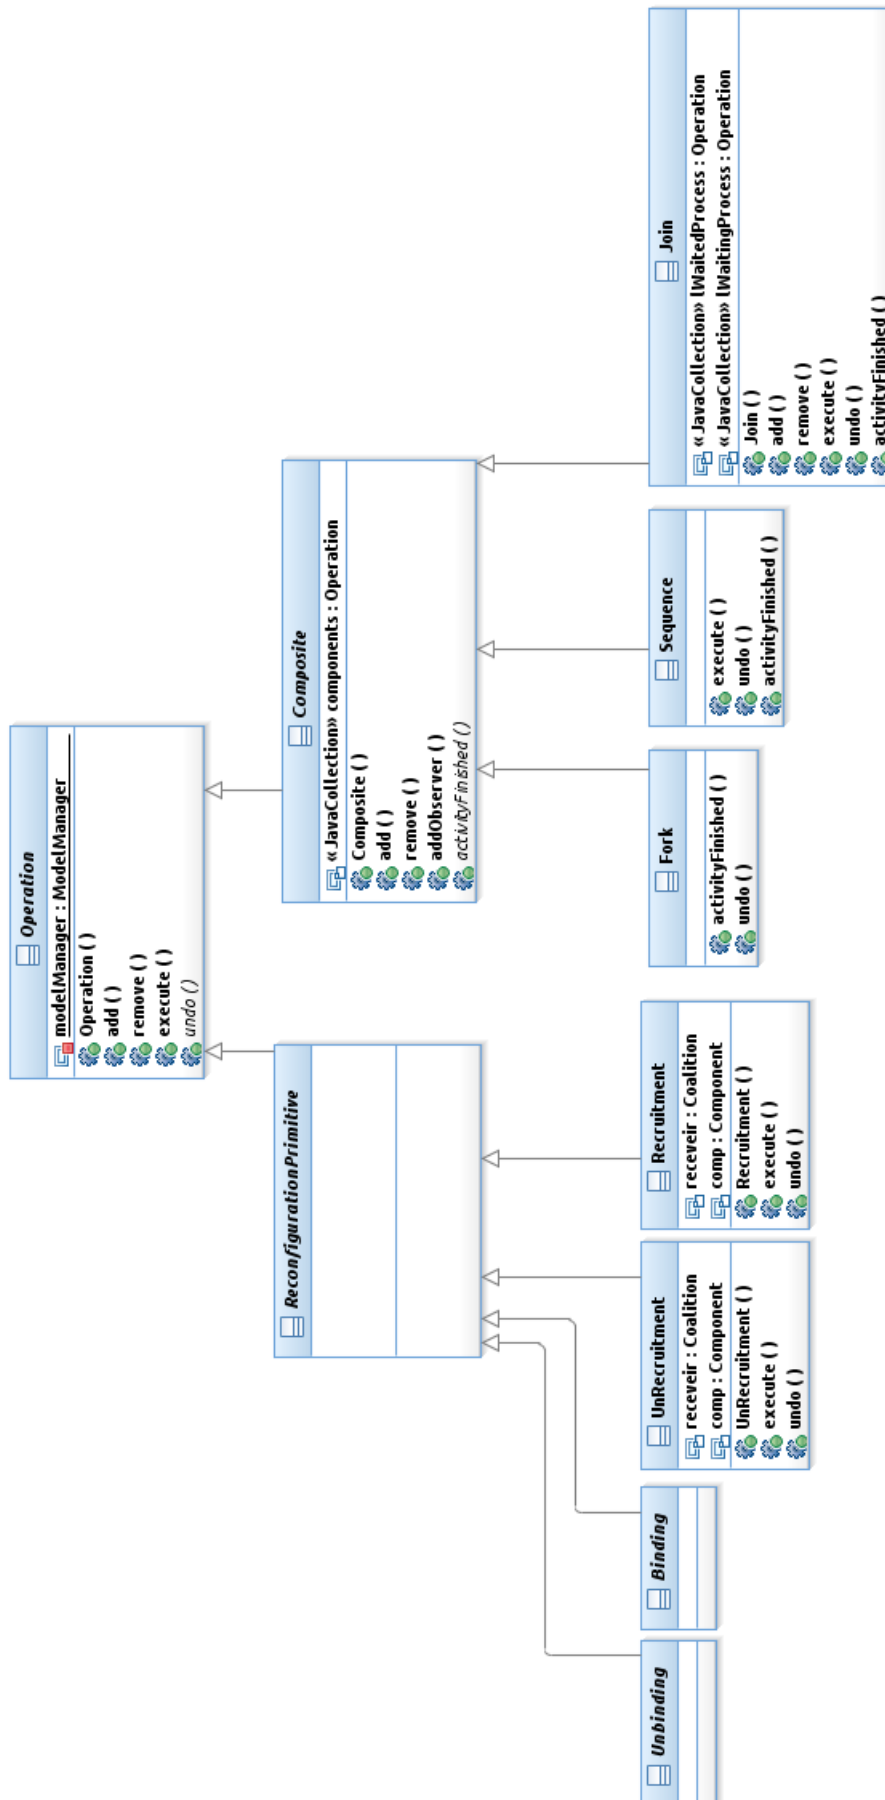 Operation
modelManager : ModelManager
Operation ( )
add ( )
remove ( )
execute ( )
undo ( )
ReconfigurationPrimitive
Composite
«JavaCollection» components : Operation
Composite ( )
add ( )
remove ( )
addObserver ( )
activityFinished ( )
Unbinding
Binding
UnRecruitment
receveir : Coalition
comp : Component
UnRecruitment ( )
execute ( )
undo ( )
Recruitment
receveir : Coalition
comp : Component
Recruitment ( )
execute ( )
undo ( )
Fork
activityFinished ( )
undo ( )
Sequence
execute ( )
undo ( )
activityFinished ( )
Join
«JavaCollection» lWaitedProcess : Operation
«JavaCollection» lWaitingProcess : Operation
Join ( )
add ( )
remove ( )
execute ( )
undo ( )
activityFinished ( )